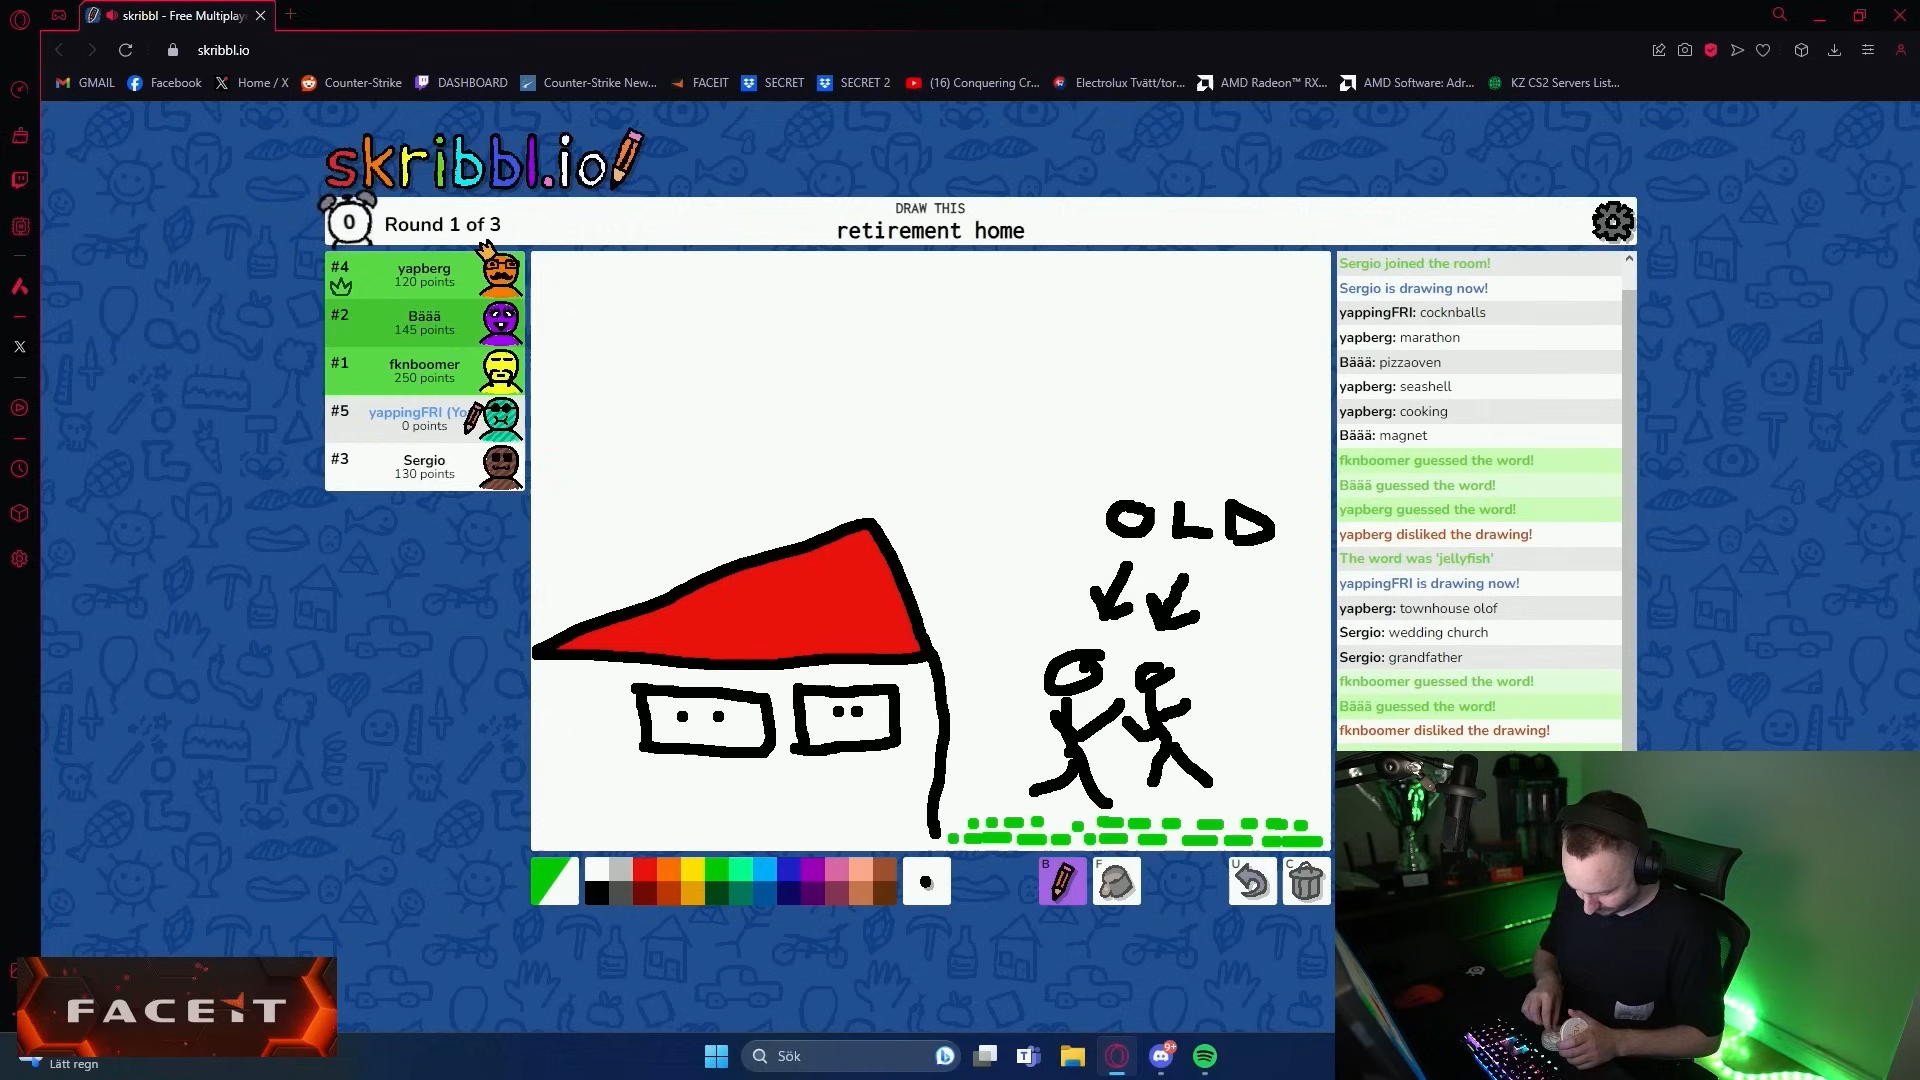 skribbl - Free Multiplay
skribbl.io
GMAIL
Facebook
Home / X
Counter-Strike
DASHBOARD
Counter-Strike New...
FACEIT
SECRET
SECRET 2
(16) Conquering Cr...
Electrolux Tvätt/tor...
AMD Radeon™ RX...
AMD Software: Adr...
KZ CS2 Servers List...
skribbl.io
0
Round 1 of 3
DRAW THIS
retirement home
#4
yapberg
120 points
#2
Bäää
145 points
#1
fknboomer
250 points
#5
yappingFRI (Yo
0 points
#3
Sergio
130 points
OLD
Sergio joined the room!
Sergio is drawing now!
yappingFRI: cocknballs
yapberg: marathon
Bäää: pizzaoven
yapberg: seashell
yapberg: cooking
Bäää: magnet
fknboomer guessed the word!
Bäää guessed the word!
yapberg guessed the word!
yapberg disliked the drawing!
The word was 'jellyfish'
yappingFRI is drawing now!
yapberg: townhouse olof
Sergio: wedding church
Sergio: grandfather
fknboomer guessed the word!
Bäää guessed the word!
fknboomer disliked the drawing!
B
F
U
C
FACEIT
Lätt regn
Sök
9+